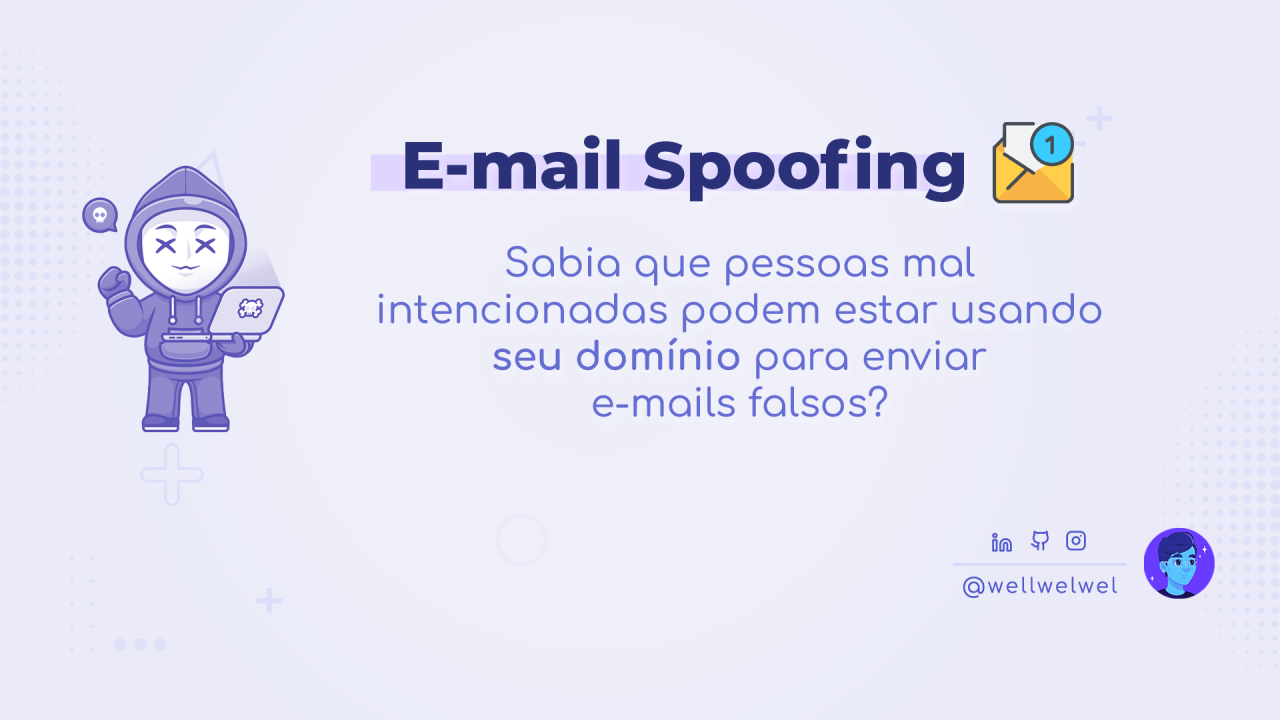 E-mail Spoofing
1
Sabia que pessoas mal
intencionadas podem estar usando
seu domínio para enviar
e-mails falsos?
@wellwelwel